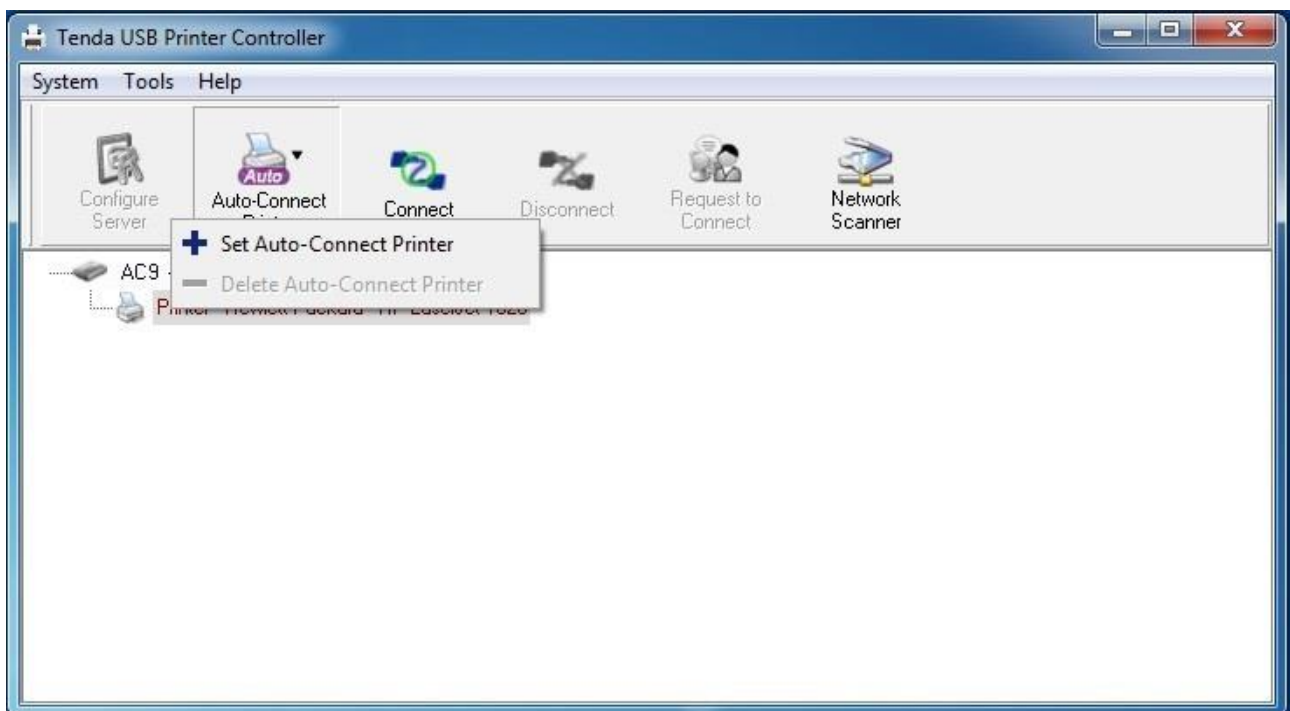 Tenda USB Printer Controller
System Tools Help
Auto
Configure
Server
Auto-Connect
Connect
Disconnect
Request to
Connect
Network
Scanner
Set Auto-Connect Printer
Delete Auto-Connect Printer
AC9